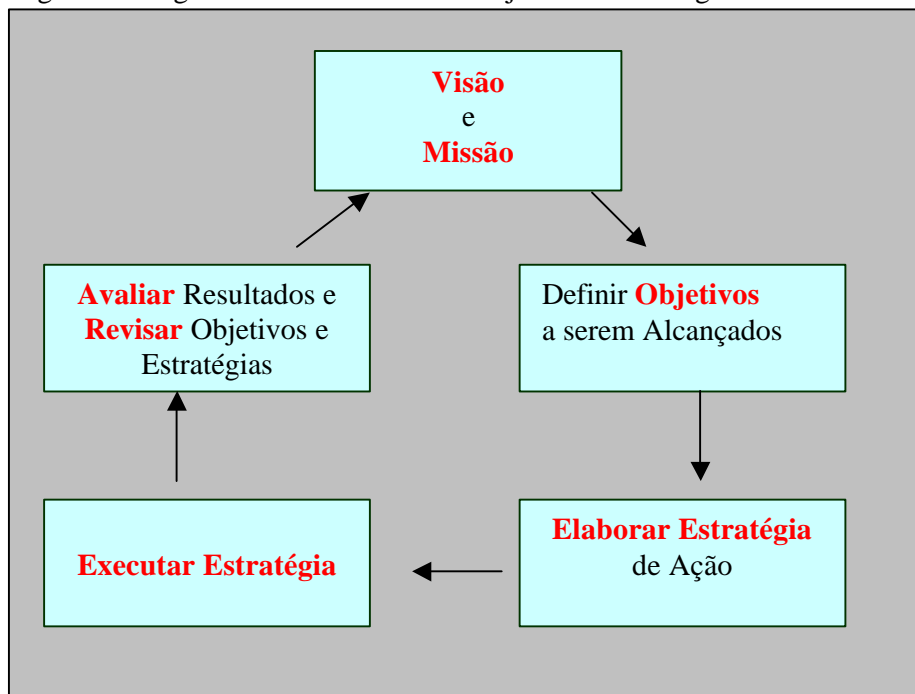 Visão
e
Missão
Avaliar Resultados e
Revisar Objetivos e
Estratégias
Definir Objetivos
a serem Alcançados
Executar Estratégia
Elaborar Estratégia
de Ação